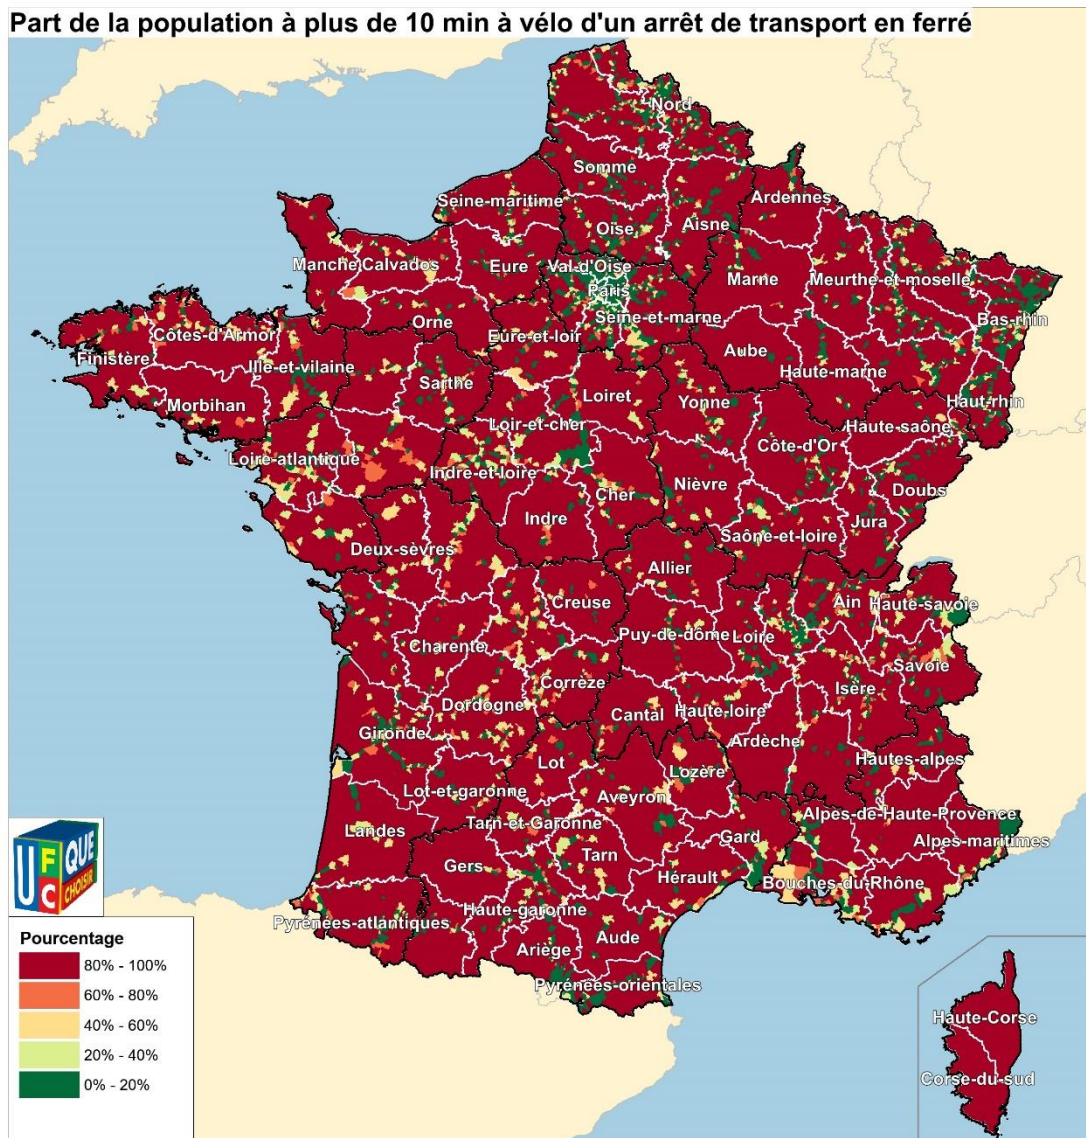 Part de la population à plus de 10 min à vélo d'un arrêt de transport en ferré
Nord
Somme
Ardennes
Seine-maritime
Oise
Aisne
Manche Calvados
Eure
Val-d'Oise
Marne
Meurthe-et-moselle
Paris
Seine-et-marne
Bas-rhin
Orne
Côtes-d'Armor
Eure-et-loir
Finistère
Ille-et-vilaine
Aube
Haute-marne
Sarthe
Morbihan
Loiret
Yonne
Haut-rhin
Loir-et-cher
Haute-saône
Côte-d'Or
Loire-atlantique
Indre-et-loire
Nièvre
Doubs
Cher
Indre
Jura
Saône-et-loire
Deux-sèvres
Allier
Creuse
Ain
Haute-savoie
Puy-de-dôme
Loire
Charente
Savoie
Corrèze
Isère
Dordogne
Cantal
Haute-loire
Gironde
Ardèche
Hautes-alpes
Lot
Lozère
Lot-et-garonne
Aveyron
Alpes-de-Haute-Provence
Landes
Tarn-et-Garonne
Gard
Alpes-maritimes
Tarn
Gers
Hérault
Bouches-du-Rhône
Haute-garonne
Pyrénées-atlantiques
Aude
Ariège
Pyrénées-orientales
UFC
QUE
CHOISIR
Pourcentage
80% - 100%
60% - 80%
40% - 60%
20% - 40%
0% - 20%
Haute-Corse
Corse-du-sud